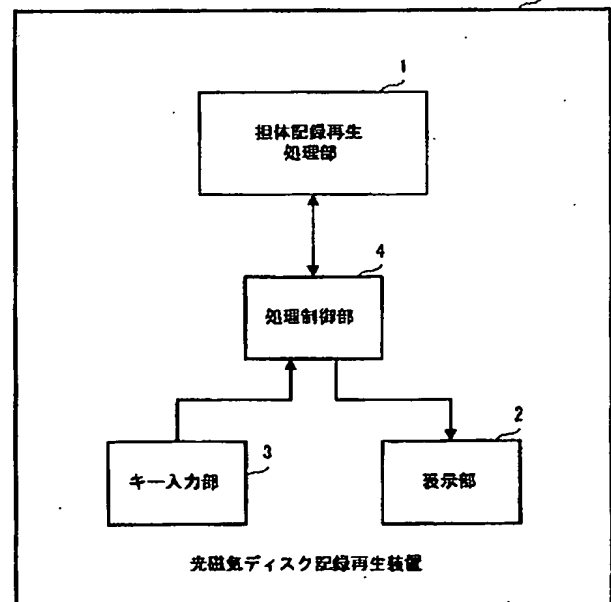 1
担体記録再生
処理部
4
処理制御部
3
キー入力部
2
表示部
光磁気ディスク記録再生装置